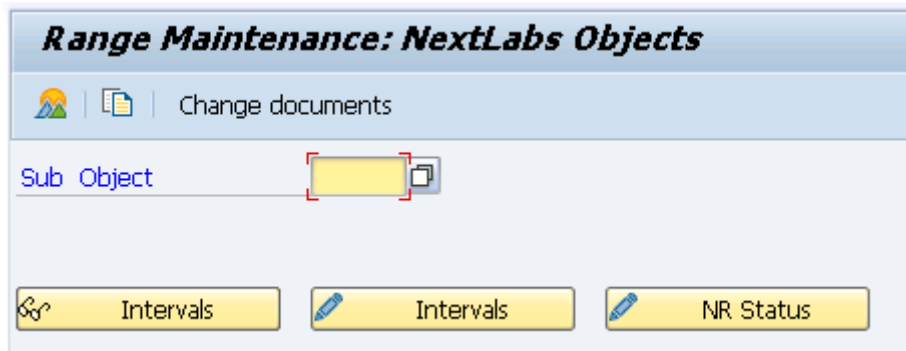 Range Maintenance: NextLabs Objects
Change documents
Sub Object
Intervals Intervals NR Status